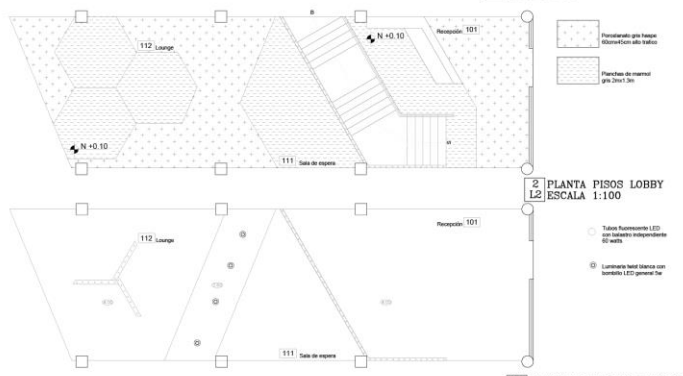 B
112 Lounge
N +0.10
Recepción 101
N +0.10
B
111 Sala de espera
Porcelanato gris haspe
60cmx45cm alto trafico
Planchas de marmol
gris 2mx1.3m
2
L2
PLANTA PISOS LOBBY
ESCALA 1:100
112 Lounge
Recepción 101
111 Sala de espera
Tubos fluorescente LED
con balastro independiente
60 watts
Luminaria twist blanca con
bombillo LED general 5w